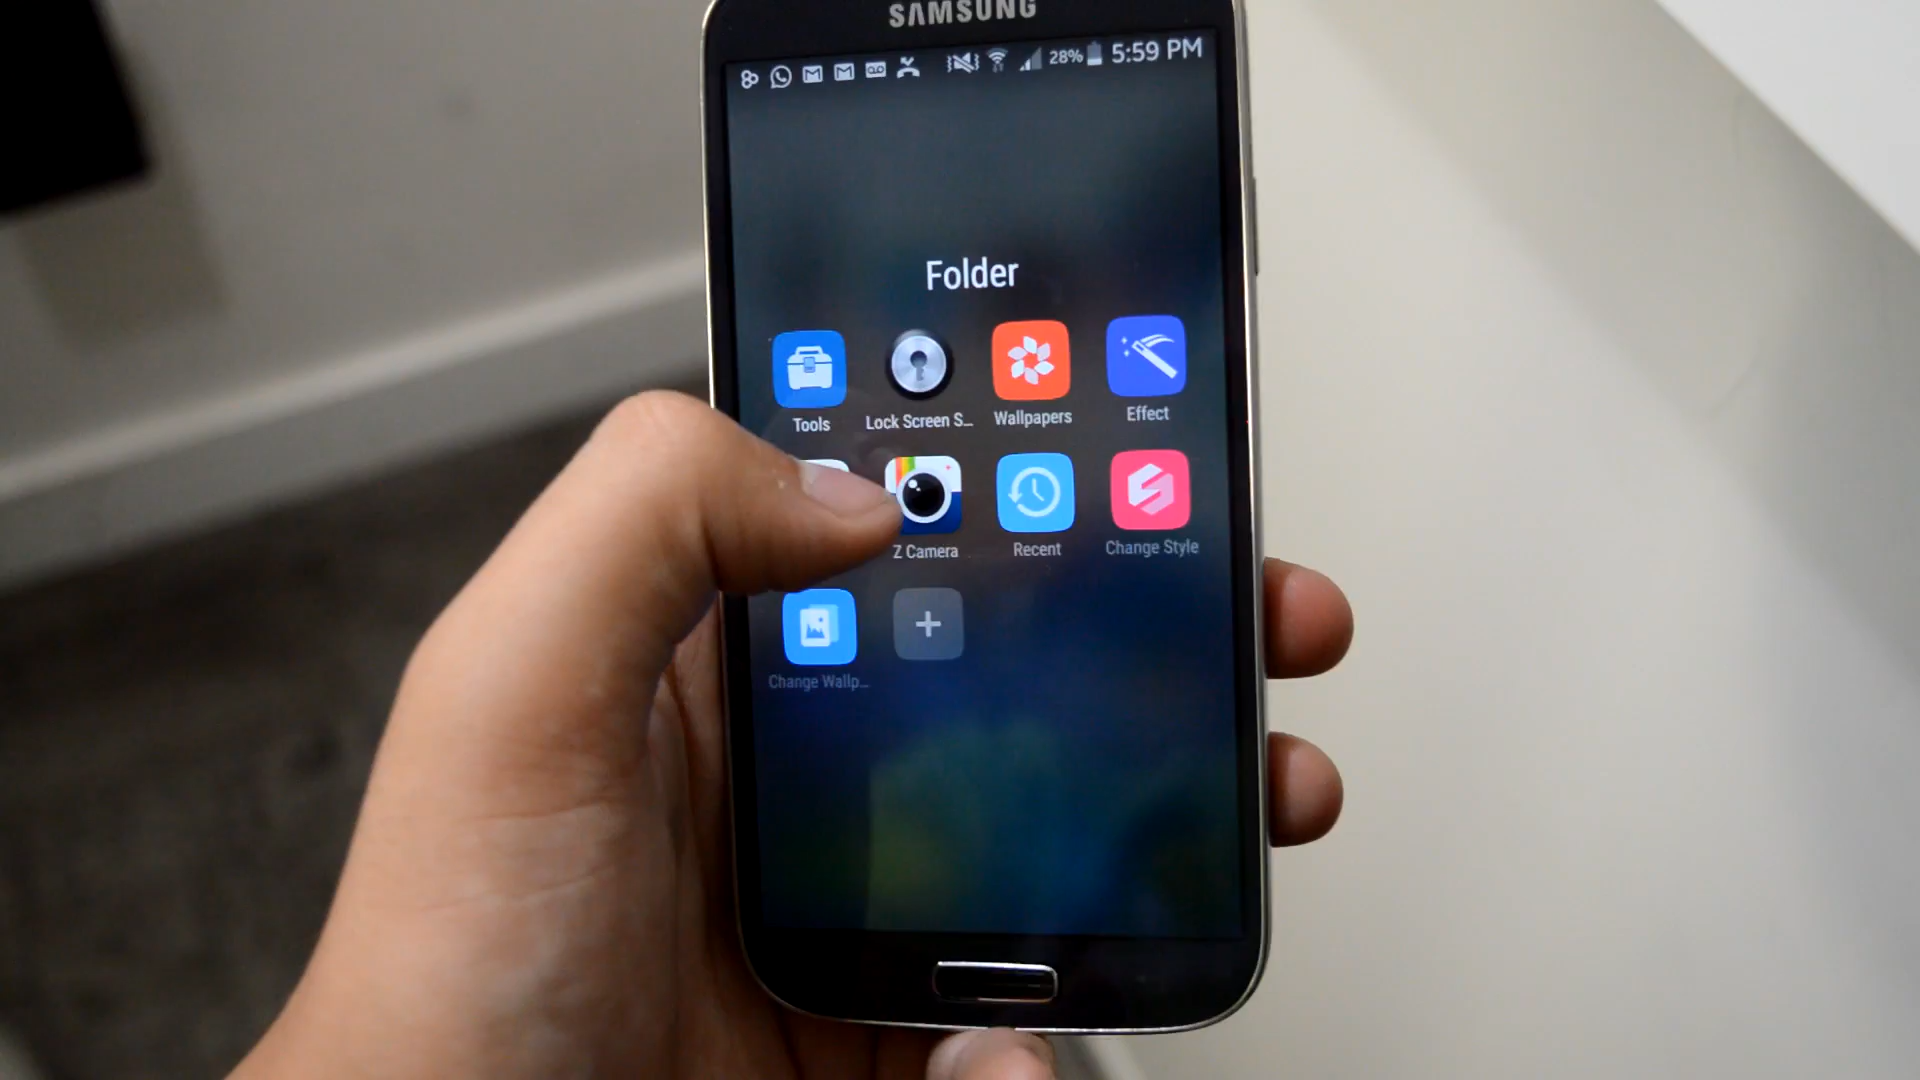 SAMSUNG
28% 5:59 PM
Folder
Tools
Lock Screen S...
Wallpapers
Effect
Z Camera
Recent
Change Style
Change Wallp...